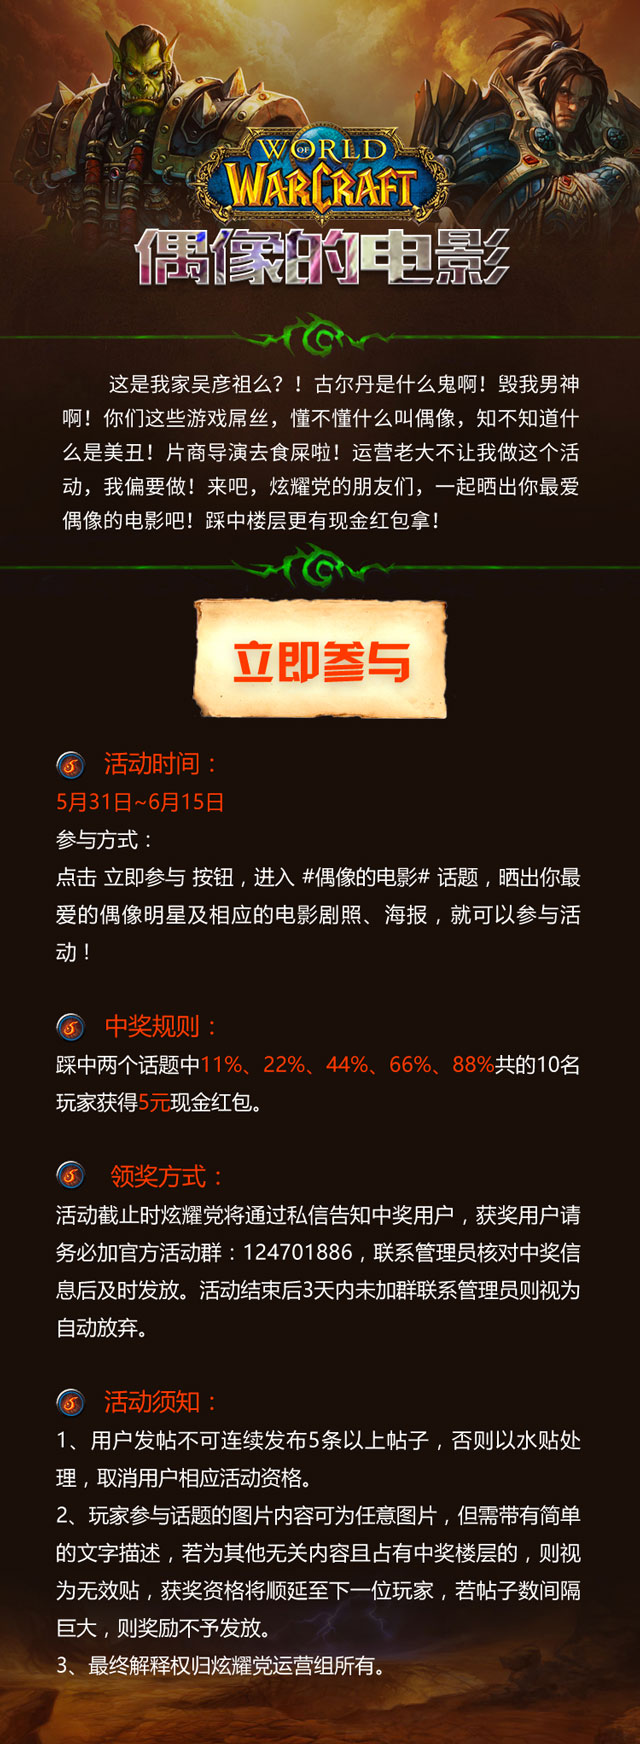 WORLD
OF
WARCRAFT
偶像的电影
这是我家吴彦祖么？！古尔丹是什么鬼啊！毁我男神
啊！你们这些游戏屌丝，懂不懂什么叫偶像，知不知道什
么是美丑！片商导演去食屎啦！运营老大不让我做这个活
动，我偏要做！来吧，炫耀党的朋友们，一起晒出你最爱
偶像的电影吧！踩中楼层更有现金红包拿！
立即参与
活动时间：
5月31日~6月15日
参与方式：
点击 立即参与 按钮，进入 #偶像的电影# 话题，晒出你最
爱的偶像明星及相应的电影剧照、海报，就可以参与活
动！
中奖规则：
踩中两个话题中11%、22%、44%、66%、88%共的10名
玩家获得5元现金红包。
领奖方式：
活动截止时炫耀党将通过私信告知中奖用户，获奖用户请
务必加官方活动群：124701886，联系管理员核对中奖信
息后及时发放。活动结束后3天内未加群联系管理员则视为
自动放弃。
活动须知：
1、用户发帖不可连续发布5条以上帖子，否则以水贴处
理，取消用户相应活动资格。
2、玩家参与话题的图片内容可为任意图片，但需带有简单
的文字描述，若为其他无关内容且占有中奖楼层的，则视
为无效贴，获奖资格将顺延至下一位玩家，若帖子数间隔
巨大，则奖励不予发放。
3、最终解释权归炫耀党运营组所有。